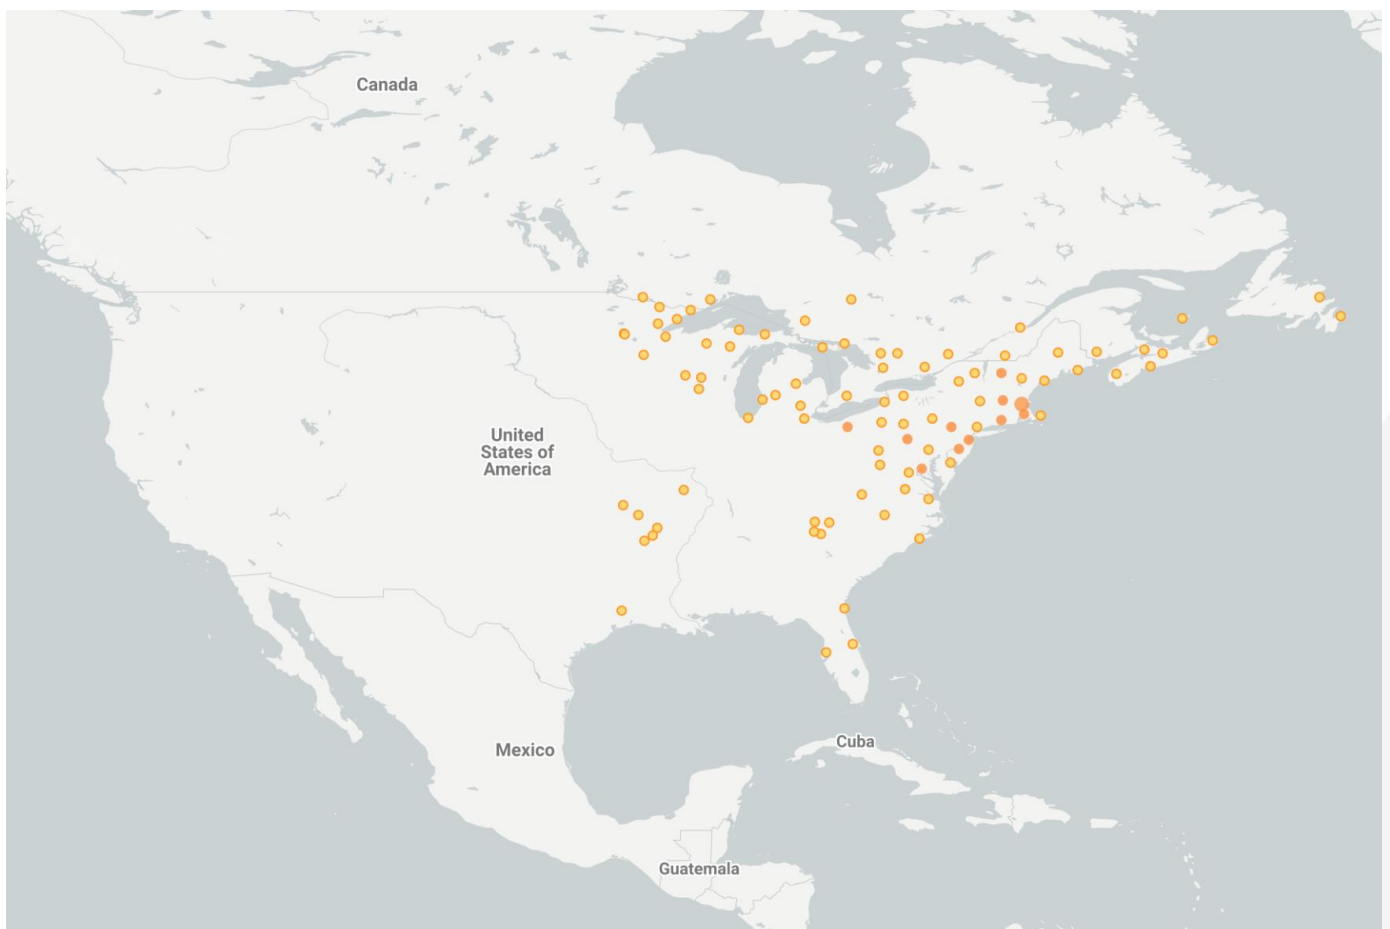 Canada
United
States of
America
Mexico
Cuba
Guatemala